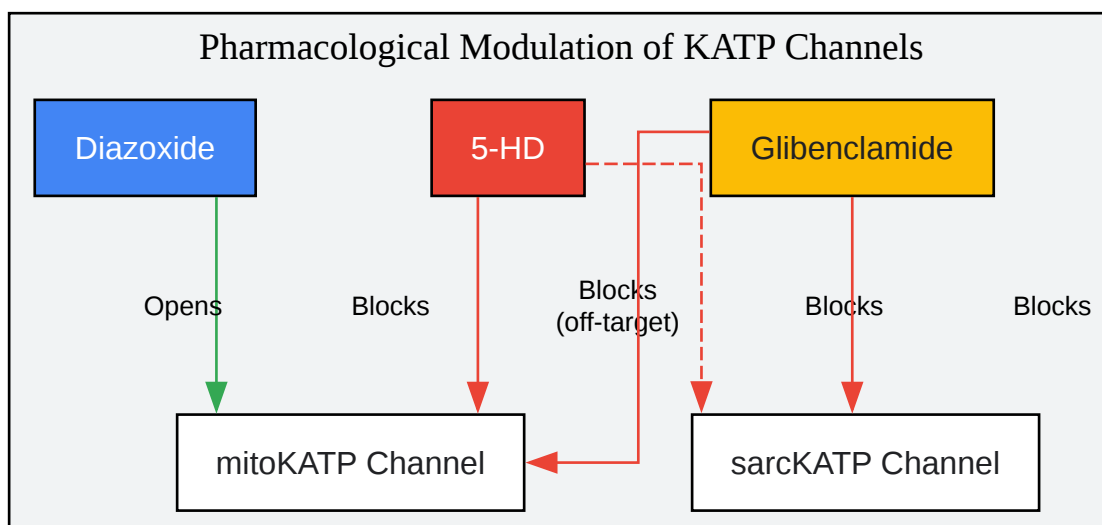 Pharmacological Modulation of KATP Channels
Diazoxide
5-HD
Glibenclamide
Opens
Blocks
Blocks
(off-target)
Blocks
Blocks
mitoKATP Channel
sarcKATP Channel